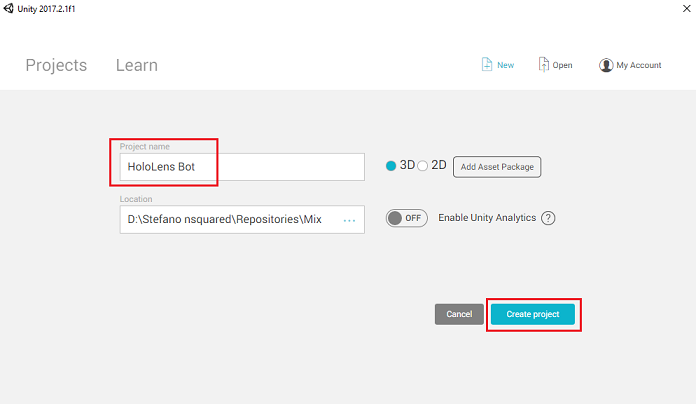 Unity 2017.2.1f1
Projects Learn New Open My Account
Project name
HoloLens Bot 3D 2D Add Asset Package
Location
D:\Stefano nsquared\Repositories\Mix ... OFF Enable Unity Analytics ?
Cancel Create project